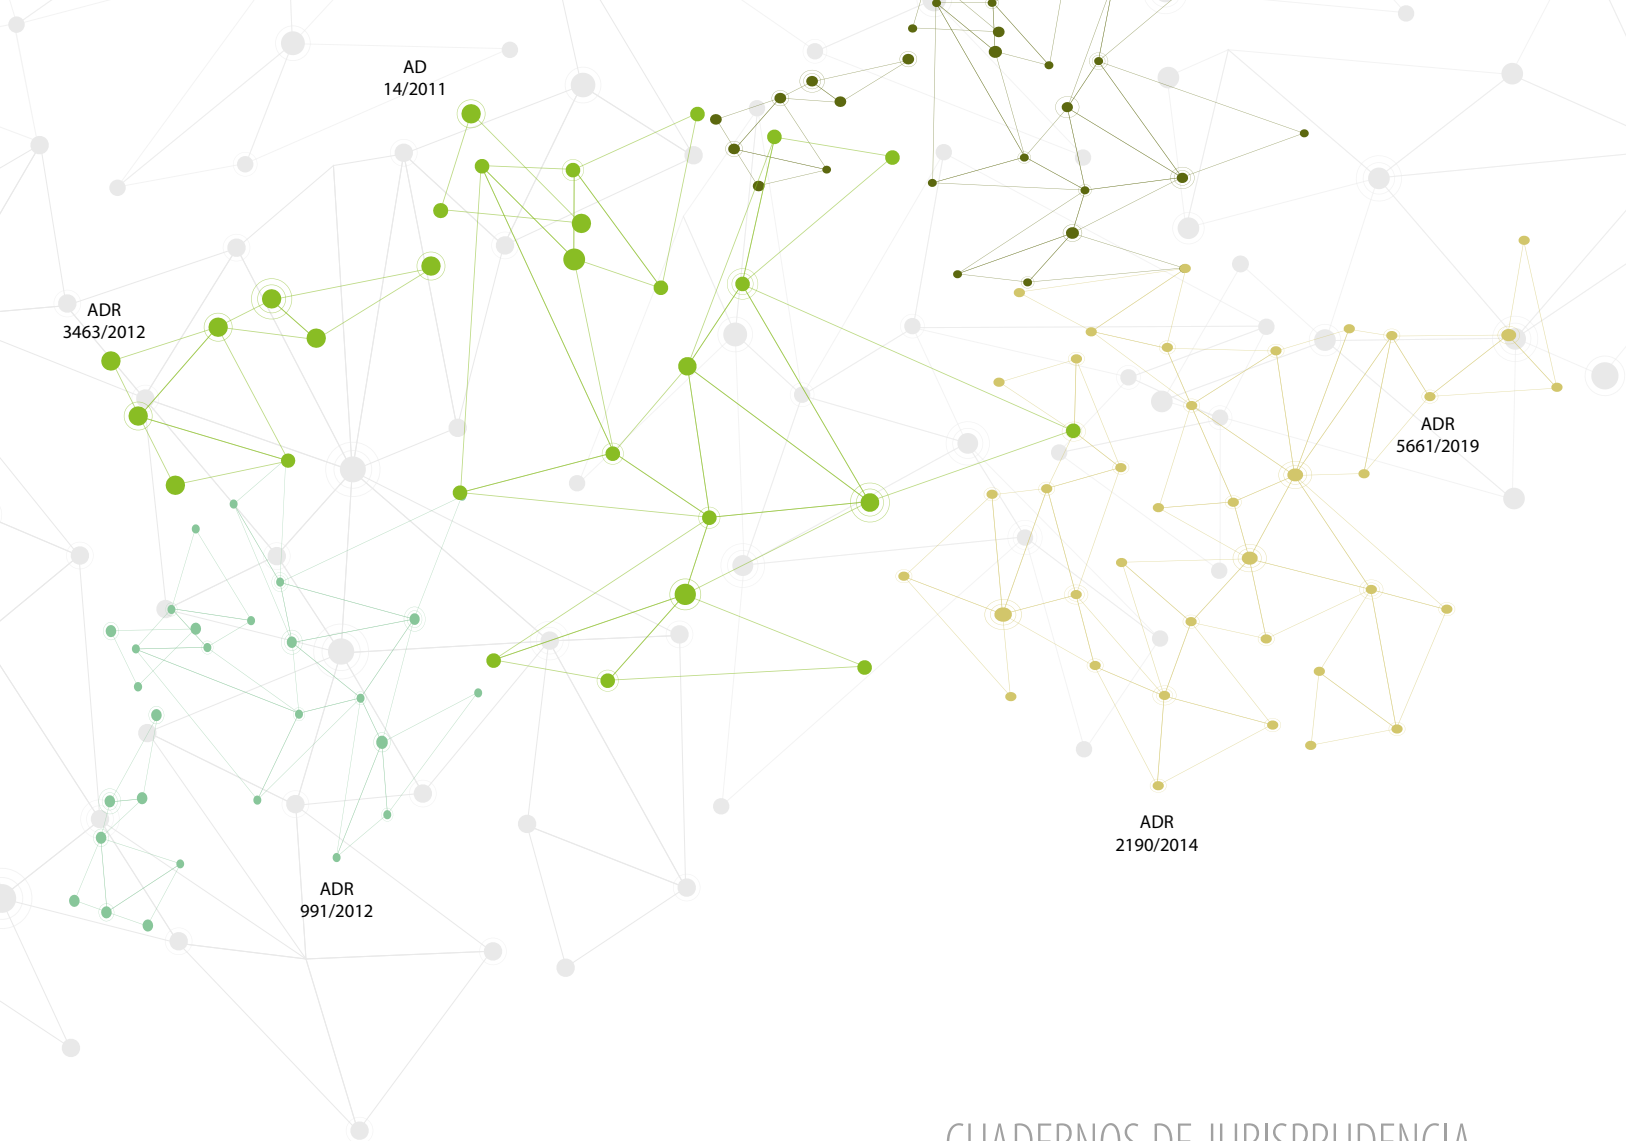 AD
14/2011
ADR
3463/2012
ADR
5661/2019
ADR
2190/2014
ADR
991/2012
CUADERNOS DE JURISPRUDENCIA